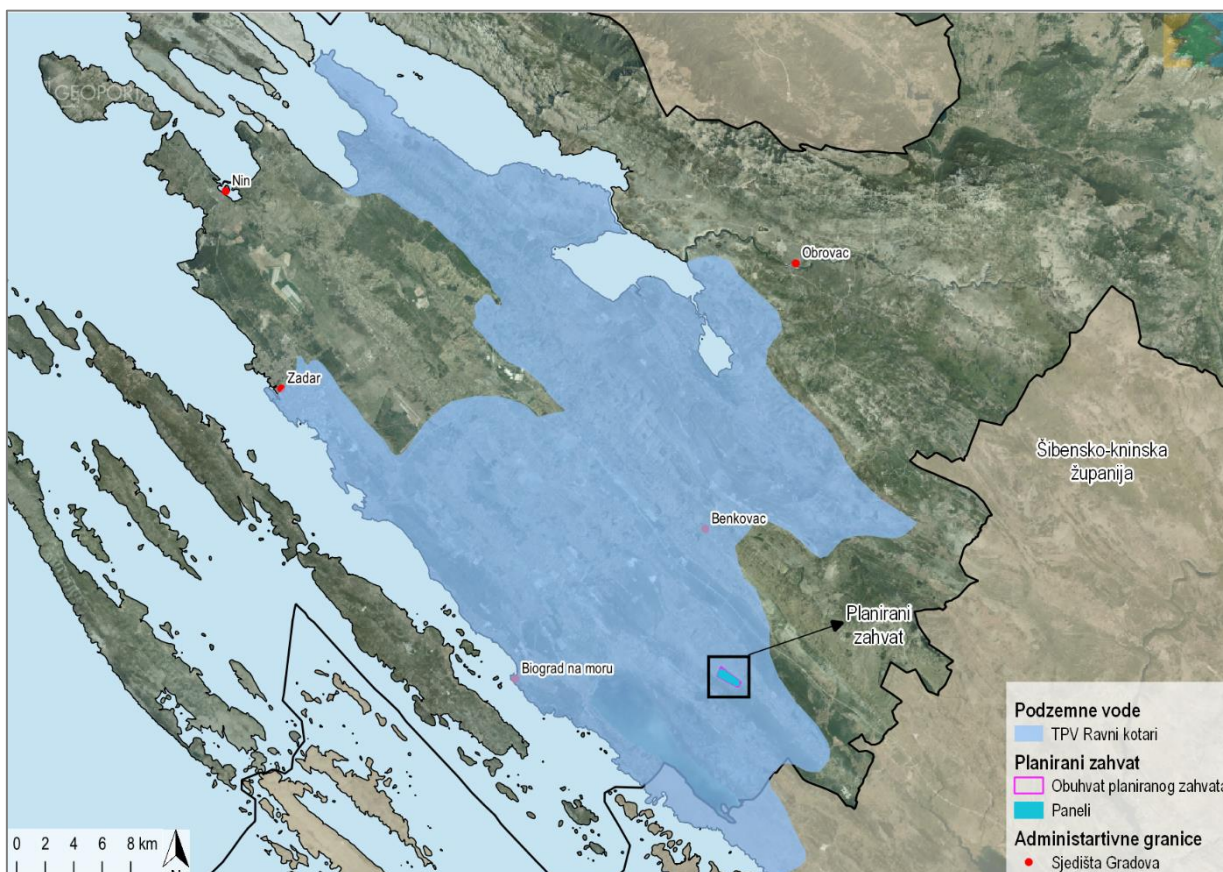 GEOPORT
Nin
Obrovac
Zadar
Šibensko-kninska
županija
Benkovac
Planirani
zahvat
Biograd na moru
Podzemne vode
TPV Ravni kotari
Planirani zahvat
Obuhvat planiranog zahvata
Paneli
Administartivne granice
Sjedišta Gradova
0 2 4 6 8 km